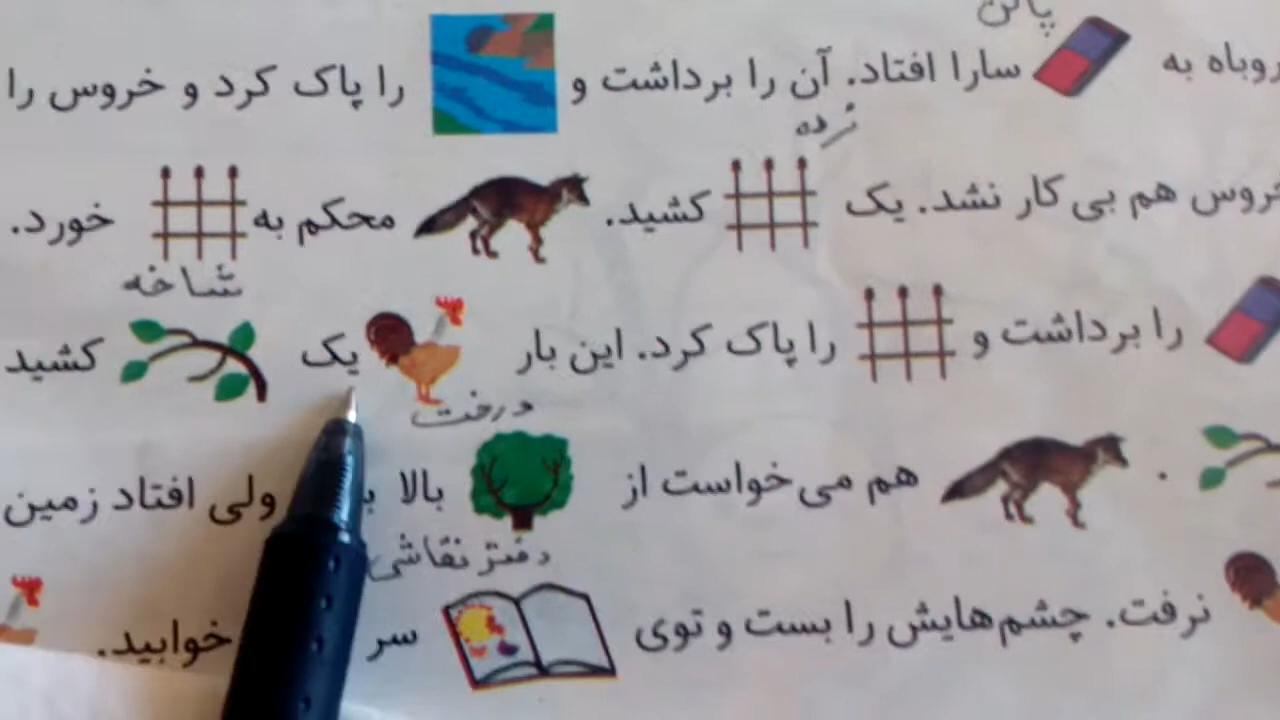 پاکن
روباه به سارا افتاد. آن را برداشت و را پاک کرد و خروس را
نرده
خروس هم بی کار نشد. یک کشید. محکم به خورد.
شاخه
را برداشت و را پاک کرد. این بار یک کشید
درخت
. هم می‌خواست از بالا ولی افتاد زمین
دفتر نقاشی
نرفت. چشم‌هایش را بست و توی سر خوابید.